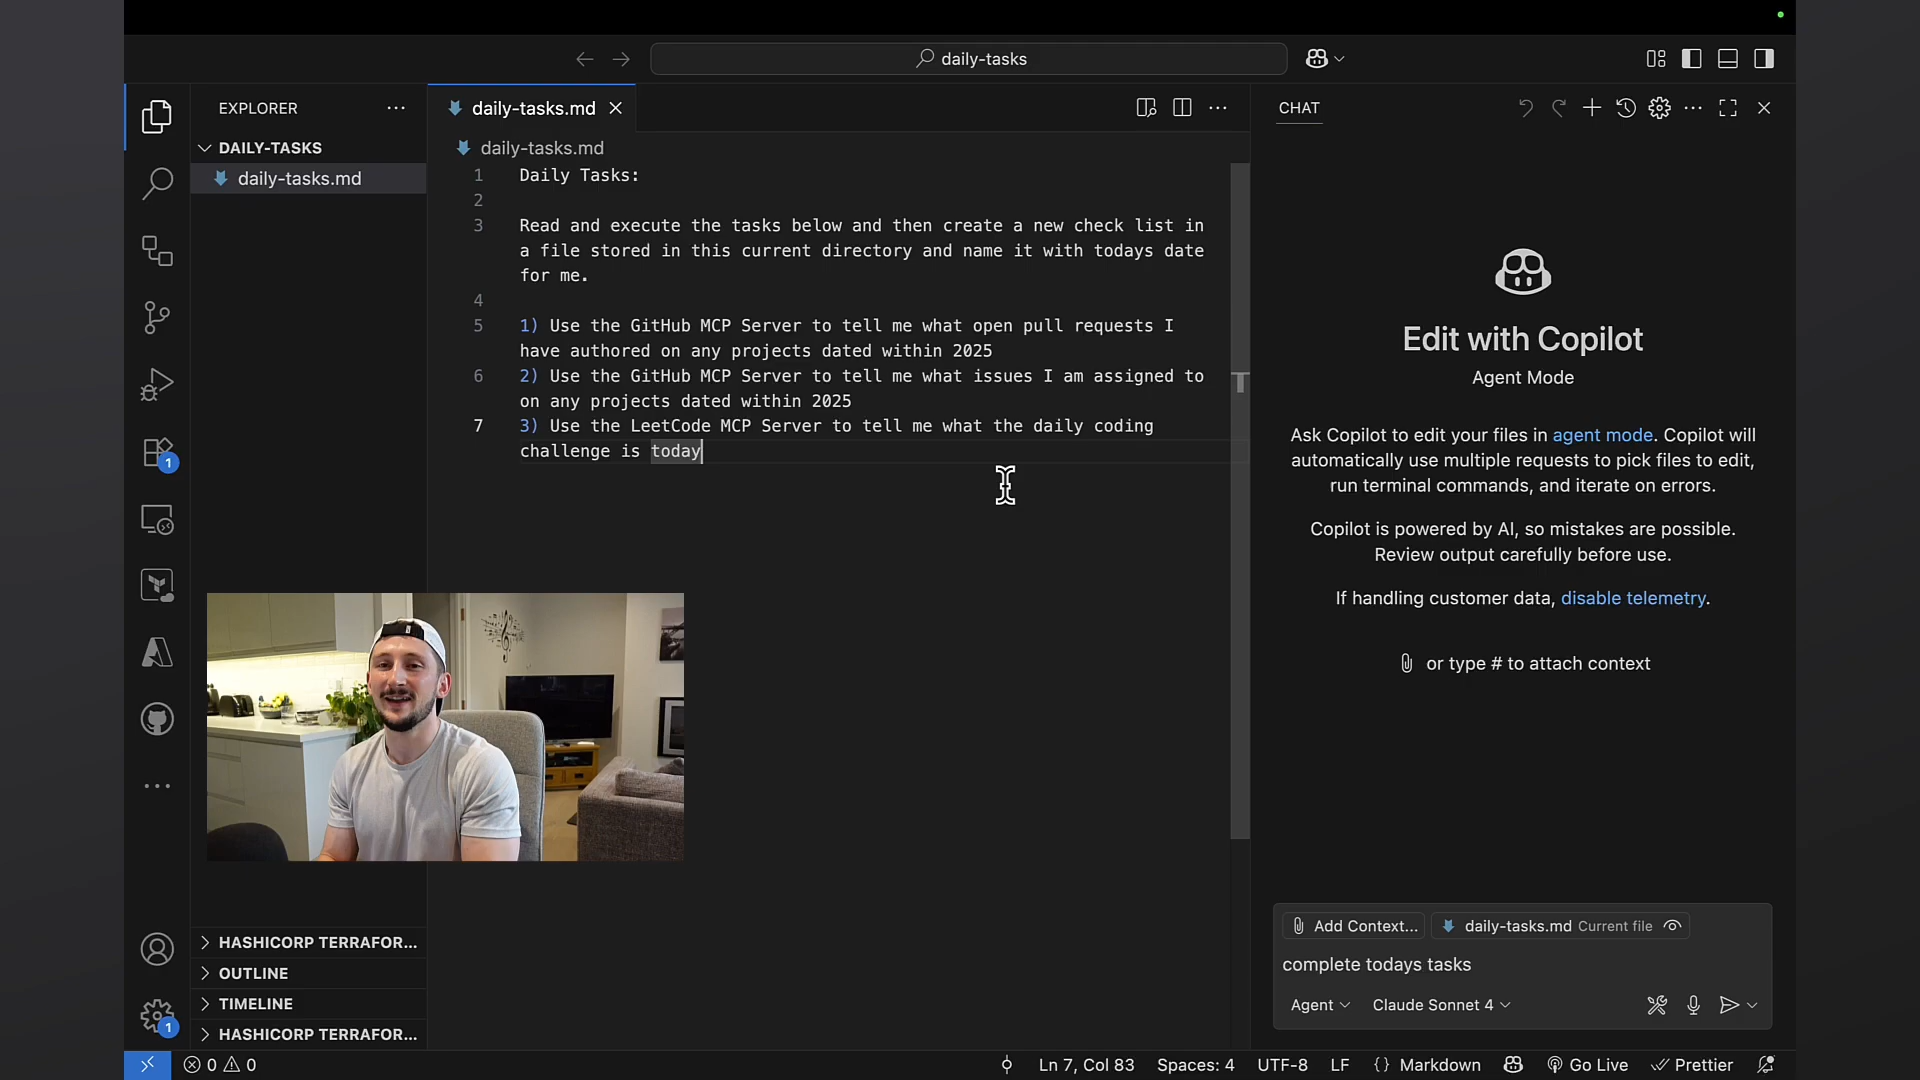 daily-tasks
EXPLORER
daily-tasks.md
CHAT
DAILY-TASKS
daily-tasks.md
daily-tasks.md
1 Daily Tasks:
2
3 Read and execute the tasks below and then create a new check list in
a file stored in this current directory and name it with todays date
for me.
4
5 1) Use the GitHub MCP Server to tell me what open pull requests I
have authored on any projects dated within 2025
6 2) Use the GitHub MCP Server to tell me what issues I am assigned to
on any projects dated within 2025
7 3) Use the LeetCode MCP Server to tell me what the daily coding
challenge is today
1
Edit with Copilot
Agent Mode
Ask Copilot to edit your files in agent mode. Copilot will
automatically use multiple requests to pick files to edit,
run terminal commands, and iterate on errors.
Copilot is powered by AI, so mistakes are possible.
Review output carefully before use.
If handling customer data, disable telemetry.
or type # to attach context
HASHICORP TERRAFOR...
OUTLINE
TIMELINE
HASHICORP TERRAFOR...
1
Add Context...
daily-tasks.md Current file
complete todays tasks
Agent
Claude Sonnet 4
0 0
Ln 7, Col 83
Spaces: 4
UTF-8
LF
{} Markdown
Go Live
Prettier